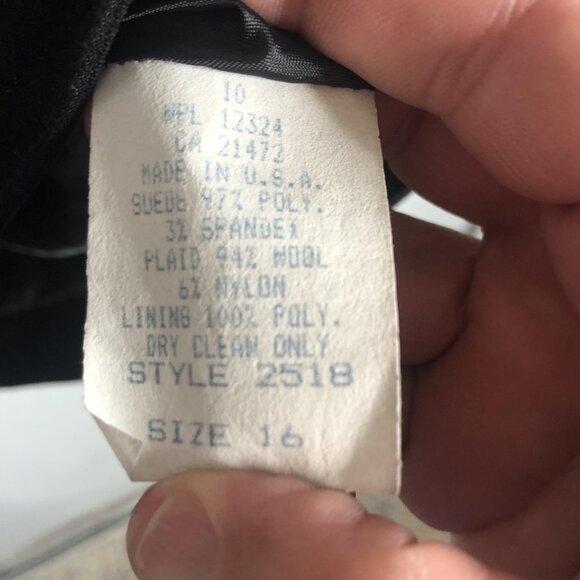 10
WPL 12324
CA 21472
MADE IN U.S.A.
SUEDE 97% POLY.
3% SPANDEX
PLAID 94% WOOL
6% NYLON
LINING 100% POLY.
DRY CLEAN ONLY
STYLE 2518
SIZE 16